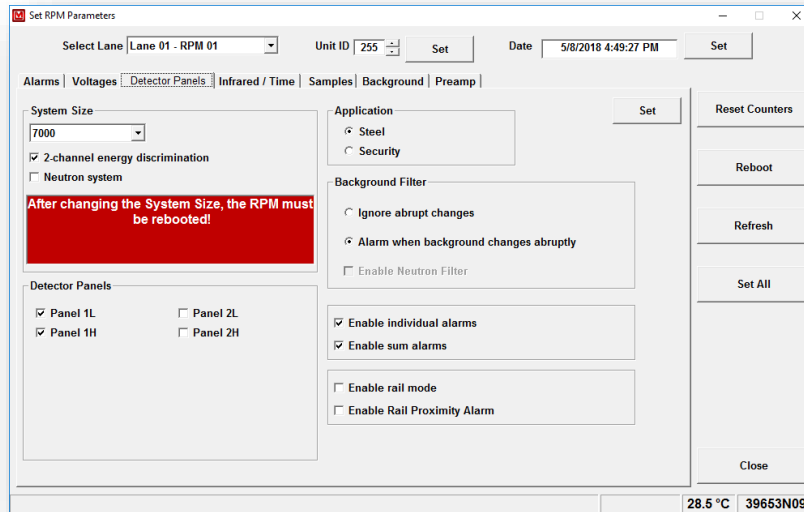 Set RPM Parameters
Select Lane Lane 01 - RPM 01 Unit ID 255 Set Date 5/8/2018 4:49:27 PM Set
Alarms Voltages Detector Panels Infrared / Time Samples Background Preamp
System Size
7000
2-channel energy discrimination
Neutron system
After changing the System Size, the RPM must
be rebooted!
Detector Panels
Panel 1L Panel 2L
Panel 1H Panel 2H
Application
Steel
Security
Set
Background Filter
Ignore abrupt changes
Alarm when background changes abruptly
Enable Neutron Filter
Enable individual alarms
Enable sum alarms
Enable rail mode
Enable Rail Proximity Alarm
Reset Counters
Reboot
Refresh
Set All
Close
28.5 °C 39653N09